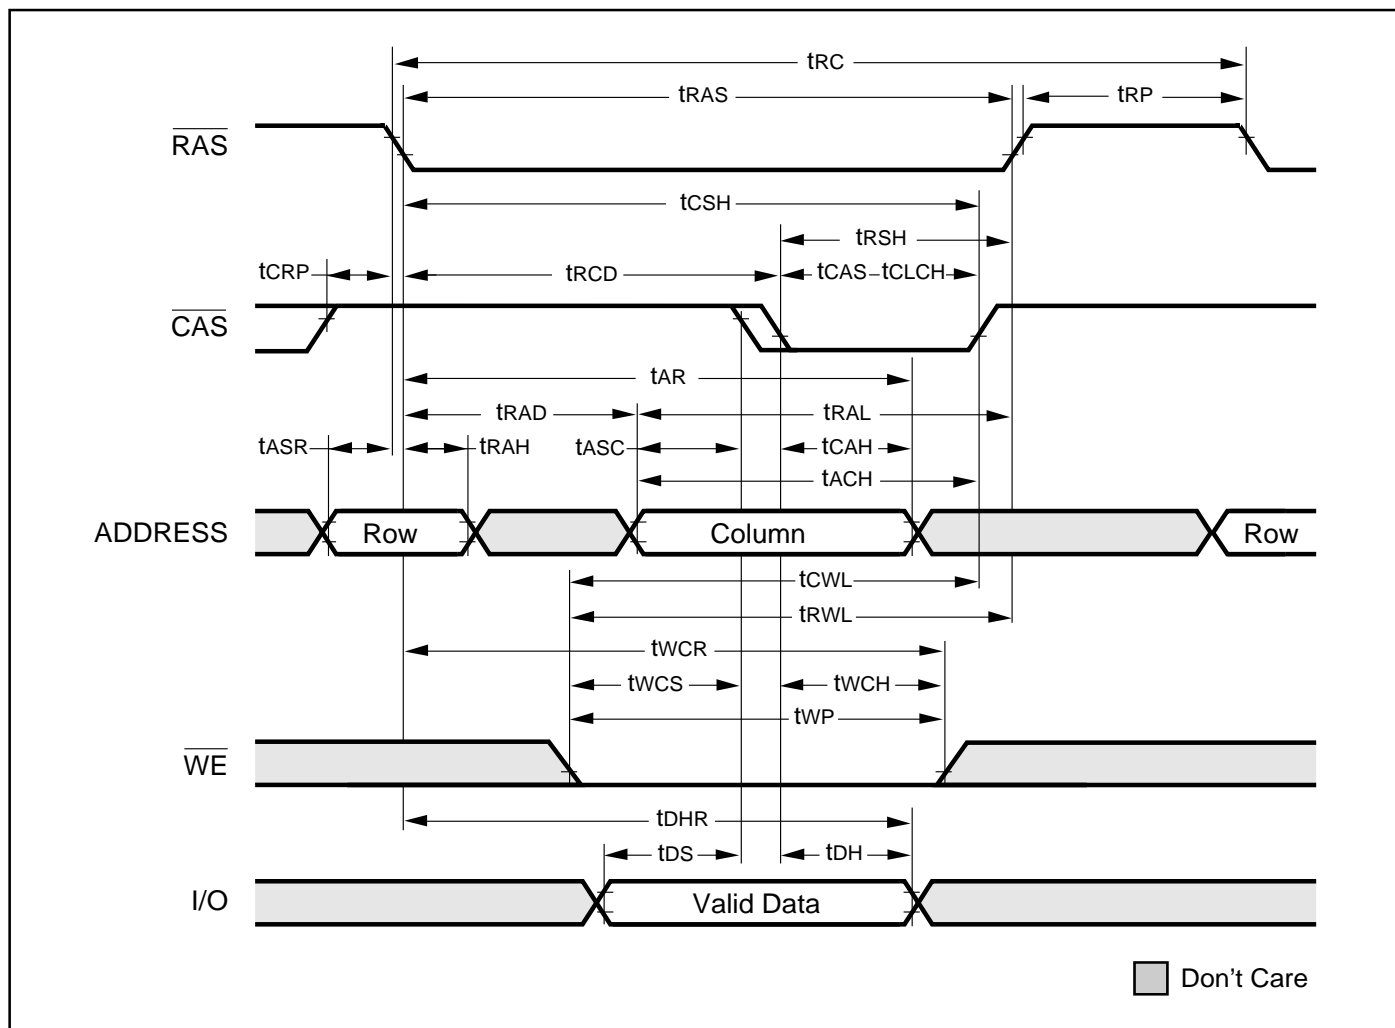 tRC
tRAS
tRP
RAS
tCSH
tRSH
tCRP
tRCD
tCAS tCLCH
CAS
tAR
tRAD
tRAL
tASR
tRAH
tASC
tCAH
tACH
ADDRESS
Row
Column
Row
tCWL
tRWL
tWCR
tWCS
tWCH
tWP
WE
tDHR
tDS
tDH
I/O
Valid Data
Don't Care